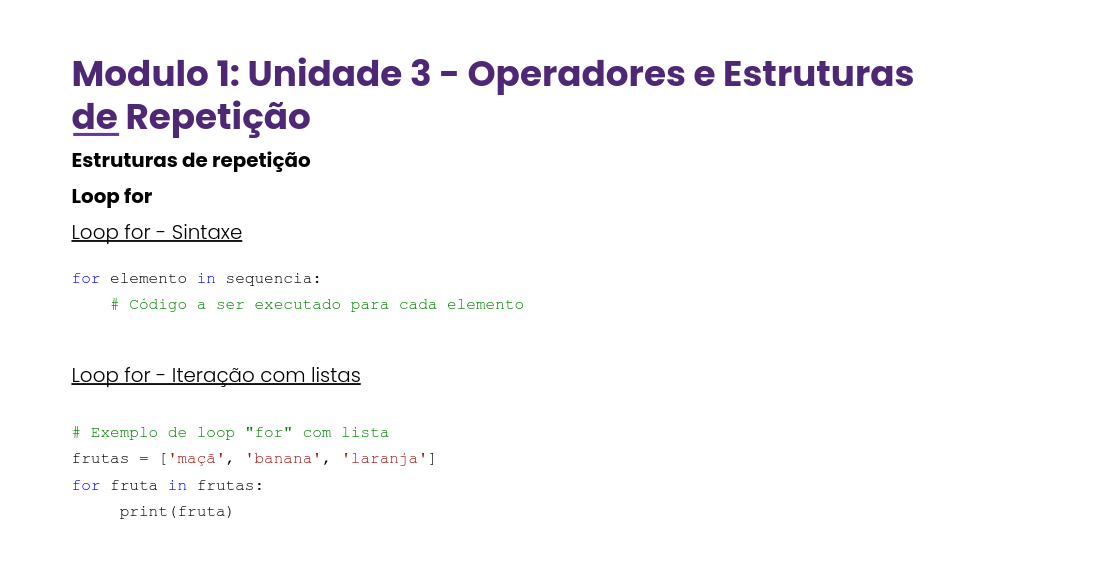 Modulo 1: Unidade 3 - Operadores e Estruturas
de Repetição
Estruturas de repetição
Loop for
Loop for - Sintaxe
for elemento in sequencia:
    # Código a ser executado para cada elemento
Loop for - Iteração com listas
# Exemplo de loop "for" com lista
frutas = ['maçã', 'banana', 'laranja']
for fruta in frutas:
     print(fruta)